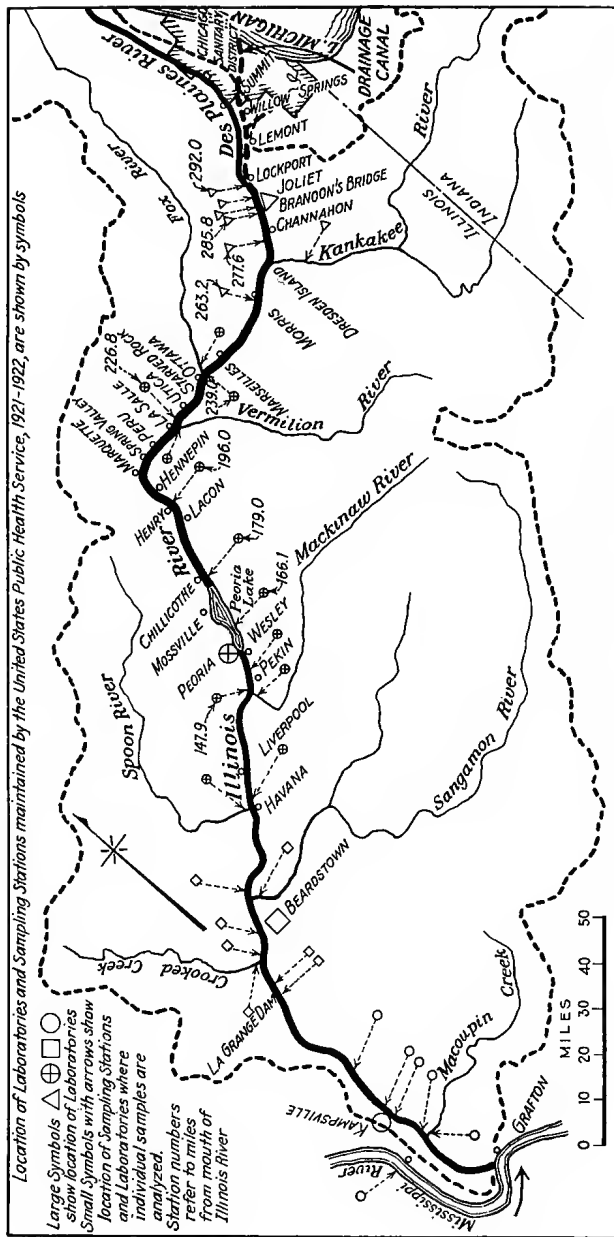 Location of Laboratories and Sampling Stations maintained by the United States Public Health Service, 1921-1922, are shown by symbols
Large Symbols
show location of Laboratories
Small Symbols with arrows show
location of Sampling Stations
and Laboratories where
individual samples are
analyzed.
Station numbers
refer to miles
from mouth of
Illinois River
L. MICHIGAN
CHICAGO
SANITARY
DISTRICT
SUMMIT
WILLOW SPRINGS
DRAINAGE
CANAL
Des Plaines River
LEMONT
LOCKPORT
JOLIET
BRANDON'S BRIDGE
CHANNAHON
292.0
285.8
277.6
263.2
Kankakee River
ILLINOIS
INDIANA
DRESDEN ISLAND
MORRIS
Fox River
MARSEILLES
OTTAWA
STARVED ROCK
UTICA
LA SALLE
PERU
SPRING VALLEY
MARQUETTE
226.8
239.0
Vermilion River
HENNEPIN
196.0
HENRY
LACON
179.0
CHILLICOTHE
MOSSVILLE
Peoria
Lake
166.1
PEORIA
WESLEY
PEKIN
Mackinaw River
147.9
Illinois River
LIVERPOOL
HAVANA
Spoon River
Sangamon River
BEARDSTOWN
Crooked
Creek
LA GRANGE DAM
KAMPSVILLE
Macoupin
Creek
GRAFTON
Mississippi
River
0 10 20 30 40 50
MILES